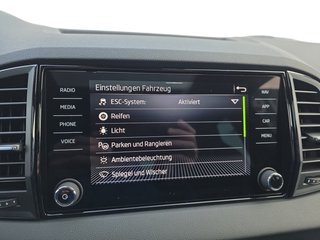 Einstellungen Fahrzeug
ESC-System: Aktiviert
Reifen
Licht
Parken und Rangieren
Ambientebeleuchtung
Spiegel und Wischer
RADIO
MEDIA
PHONE
VOICE
NAV
APP
CAR
MENU